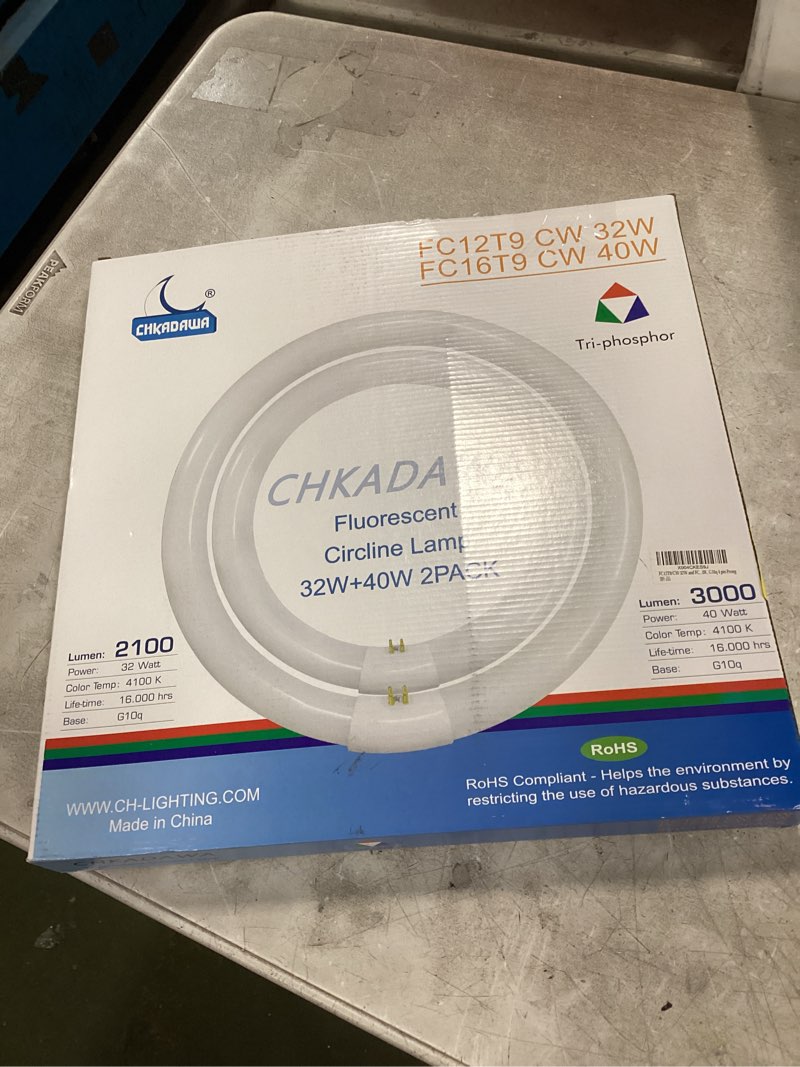 PEAKFORM
FC12T9 CW 32W
FC16T9 CW 40W
CHKADAWA
®
Tri-phosphor
CHKADA
Fluorescent
Circline Lamp
32W+40W 2PACK
Lumen: 2100
Power: 32 Watt
Color Temp: 4100 K
Life-time: 16.000 hrs
Base: G10q
Lumen: 3000
Power: 40 Watt
Color Temp: 4100 K
Life-time: 16.000 hrs
Base: G10q
RoHS
RoHS Compliant - Helps the environment by
restricting the use of hazardous substances.
WWW.CH-LIGHTING.COM
Made in China